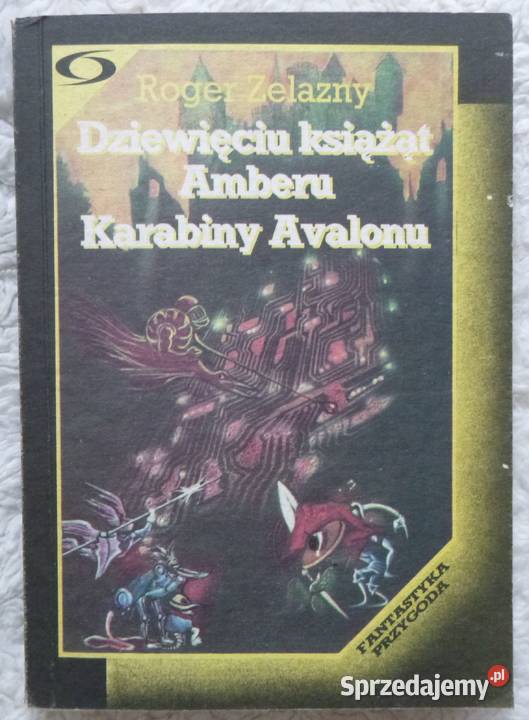 Roger Zelazny
Dziewięciu książąt
Amberu
Karabiny Avalonu
FANTASTYKA
PRZYGODA
Sprzedajemy.pl